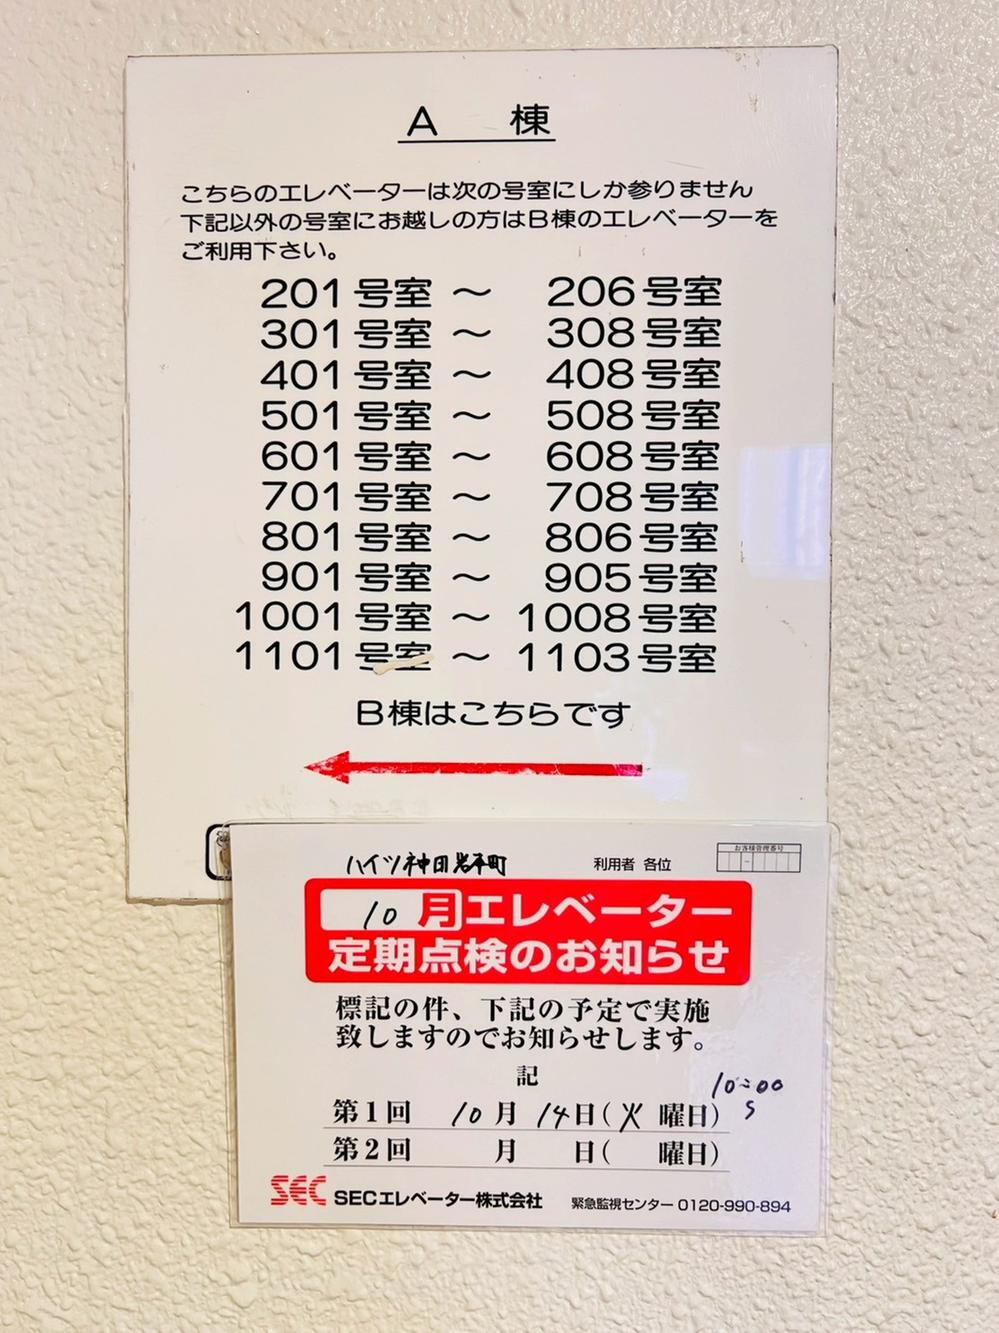 A 棟
こちらのエレベーターは次の号室にしか参りません
下記以外の号室にお越しの方はB棟のエレベーターを
ご利用下さい。
201号室 ～ 206号室
301号室 ～ 308号室
401号室 ～ 408号室
501号室 ～ 508号室
601号室 ～ 608号室
701号室 ～ 708号室
801号室 ～ 806号室
901号室 ～ 905号室
1001号室 ～ 1008号室
1101号室 ～ 1103号室
B棟はこちらです
ハイツ神田岩本町 利用者 各位 お客様管理番号
10月エレベーター
定期点検のお知らせ
標記の件、下記の予定で実施
致しますのでお知らせします。
記
10:00
第1回 10月 14日(火 曜日) S
第2回 月 日( 曜日)
SEC SECエレベーター株式会社 緊急監視センター 0120-990-894